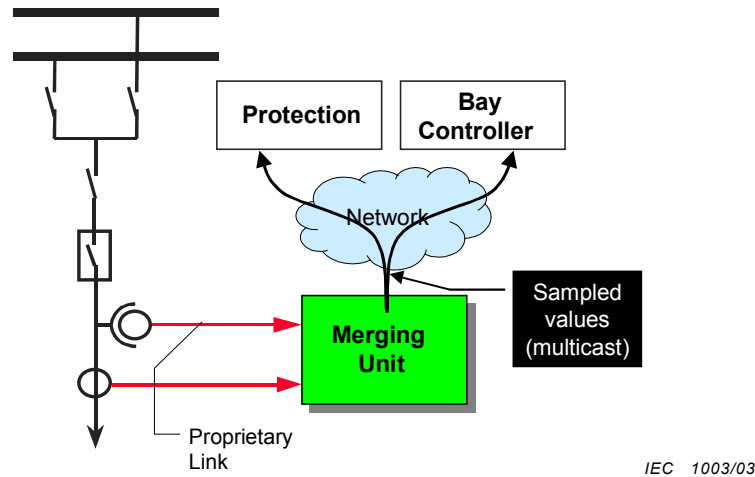 Protection
Bay
Controller
Network
Sampled
values
(multicast)
Merging
Unit
Proprietary
Link
IEC 1003/03